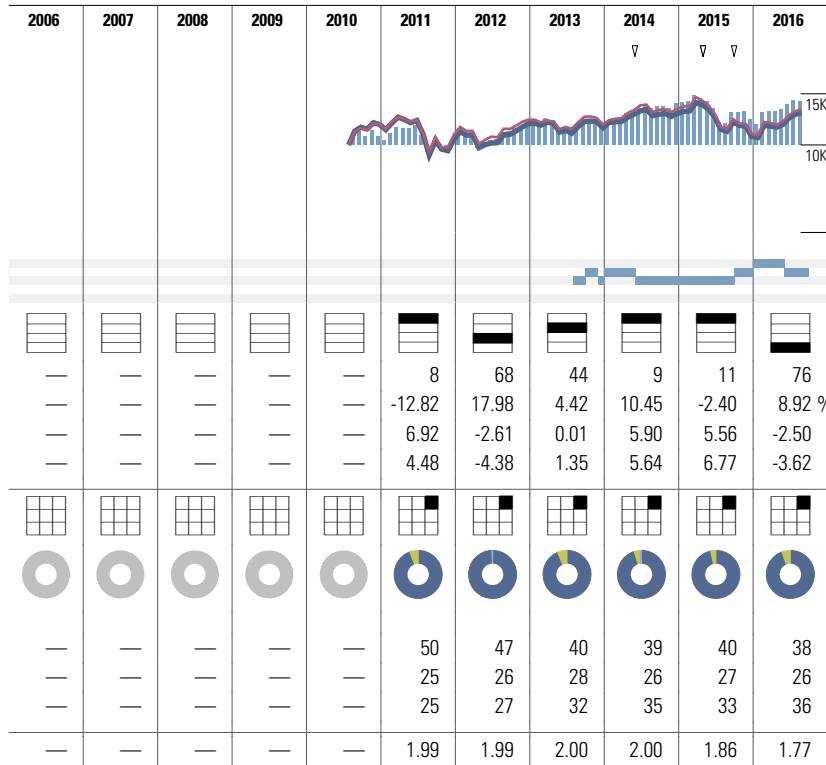 2006 2007 2008 2009 2010 2011 2012 2013 2014 2015 2016
15K
10K
— — — — — 8 68 44 9 11 76
— — — — — -12.82 17.98 4.42 10.45 -2.40 8.92 %
— — — — — 6.92 -2.61 0.01 5.90 5.56 -2.50
— — — — — 4.48 -4.38 1.35 5.64 6.77 -3.62
— — — — — 50 47 40 39 40 38
— — — — — 25 26 28 26 27 26
— — — — — 25 27 32 35 33 36
— — — — — 1.99 1.99 2.00 2.00 1.86 1.77